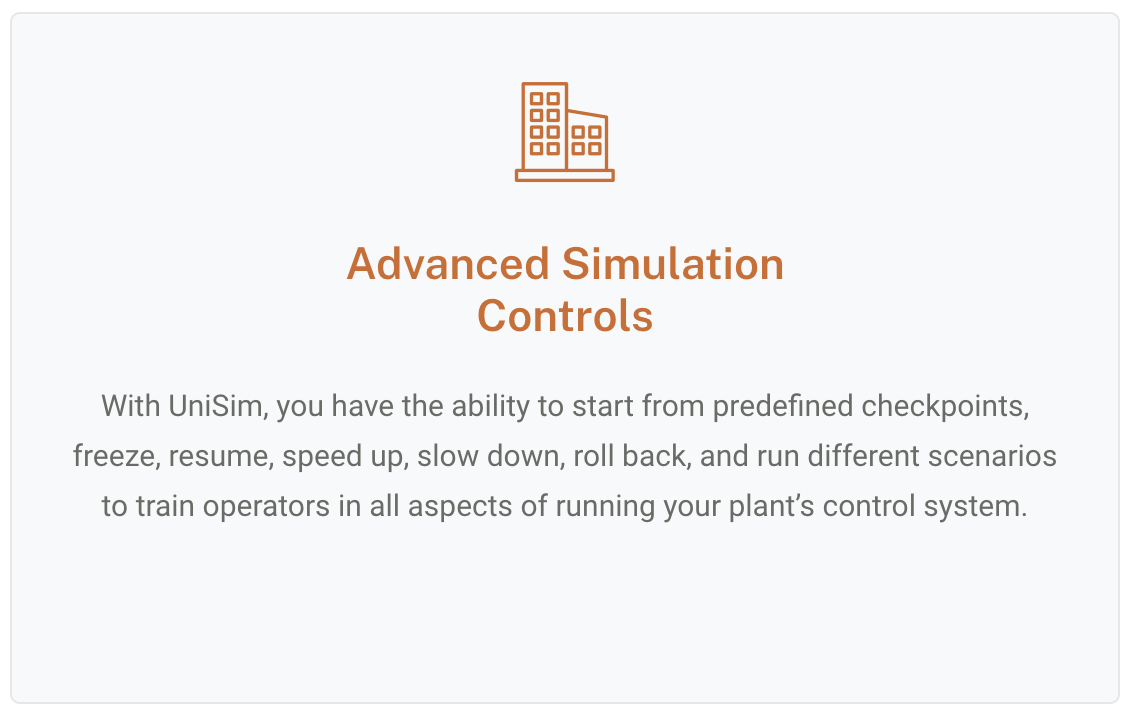 Advanced Simulation
Controls
With UniSim, you have the ability to start from predefined checkpoints,
freeze, resume, speed up, slow down, roll back, and run different scenarios
to train operators in all aspects of running your plant’s control system.